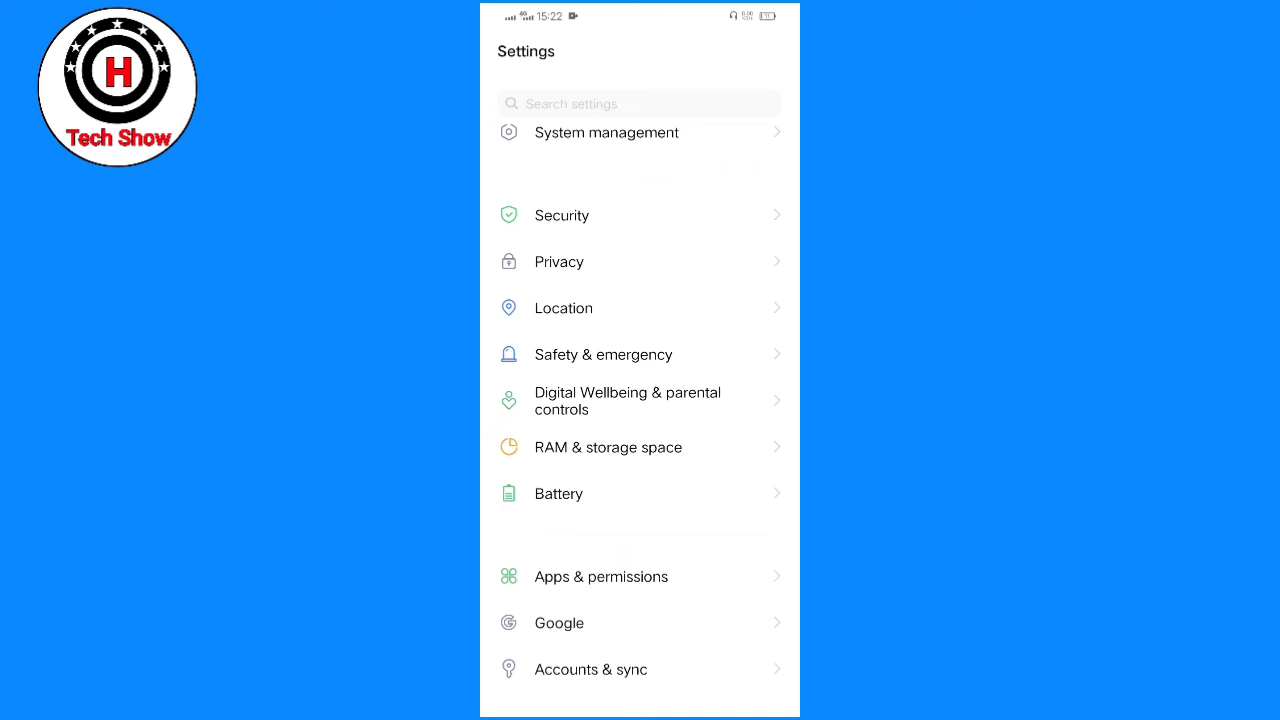 H
Tech Show
4G
15:22
Settings
Search settings
System management
Security
Privacy
Location
Safety & emergency
Digital Wellbeing & parental
controls
RAM & storage space
Battery
Apps & permissions
Google
Accounts & sync